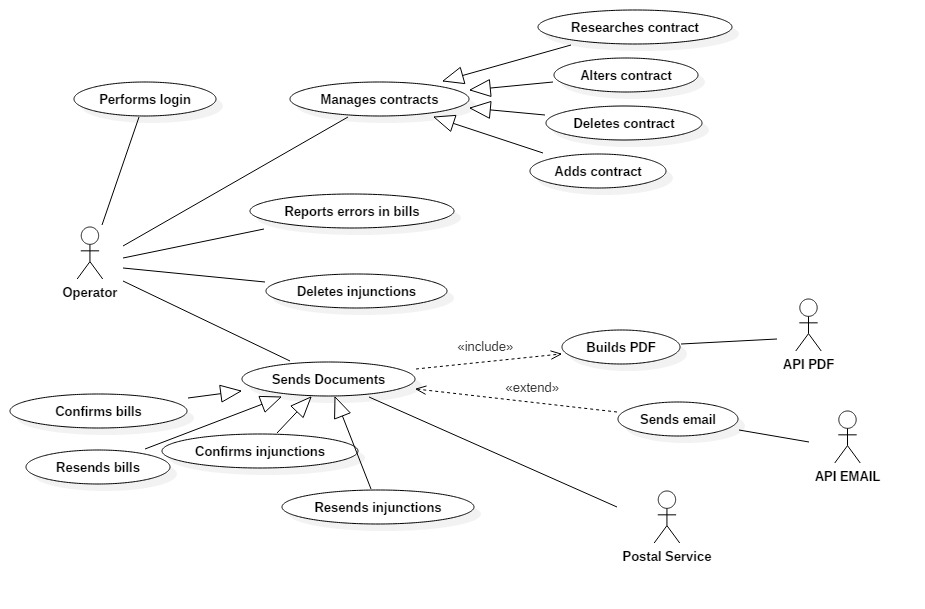 Researches contract
Alters contract
Performs login
Manages contracts
Deletes contract
Adds contract
Reports errors in bills
Operator
Deletes injunctions
«include»
Builds PDF
API PDF
Sends Documents
«extend»
Confirms bills
Sends email
Confirms injunctions
Resends bills
API EMAIL
Resends injunctions
Postal Service